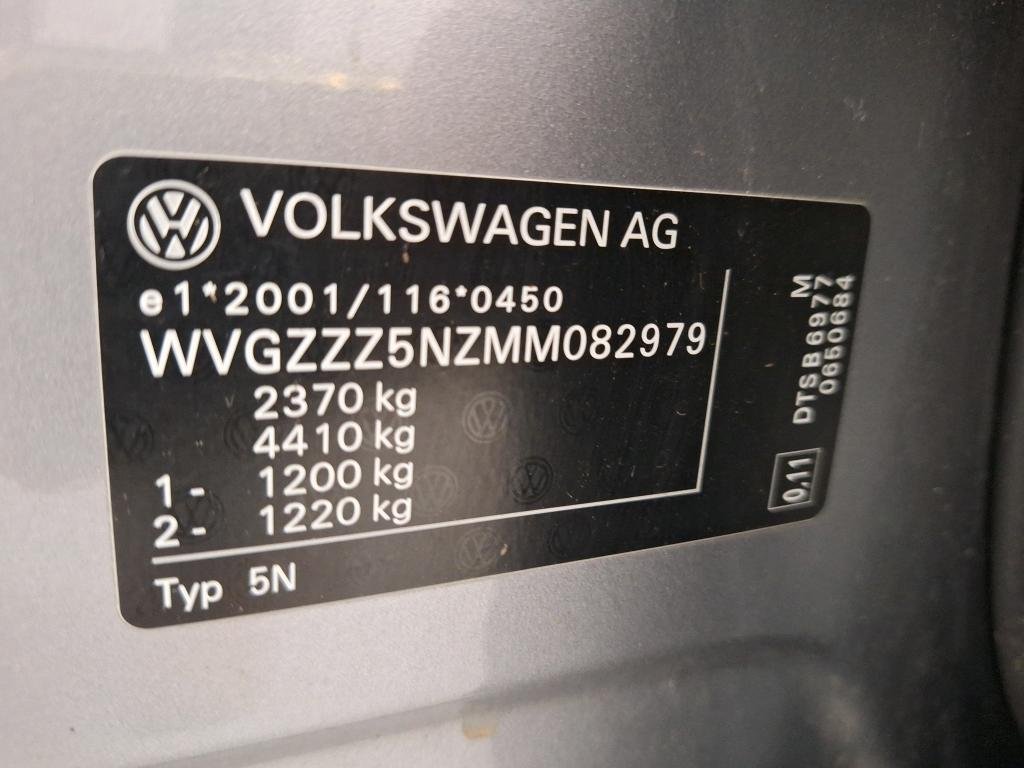 VOLKSWAGEN AG
e1*2001/116*0450
WVGZZZ5NZMM082979
2370 kg
4410 kg
1- 1200 kg
2- 1220 kg
Typ 5N
M
DTSB6977
0650684
0,11